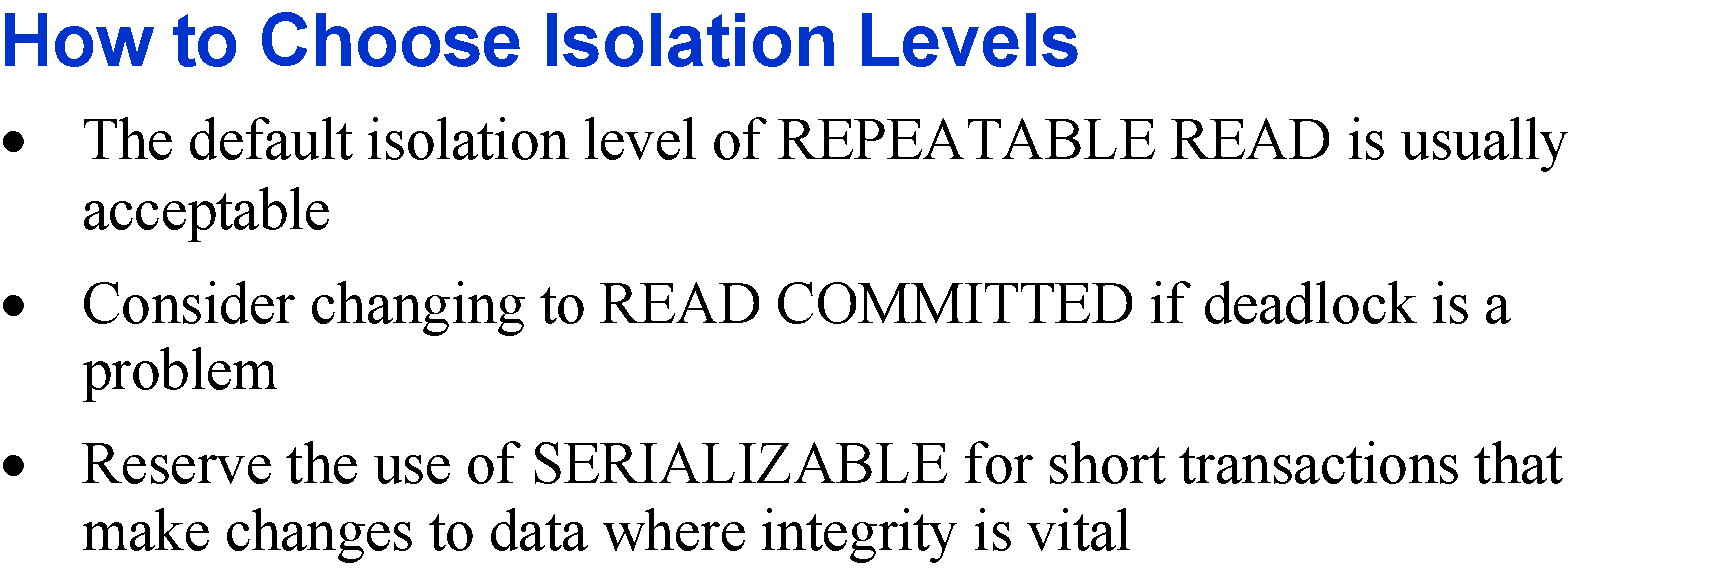 How to Choose Isolation Levels
• The default isolation level of REPEATABLE READ is usually
acceptable
• Consider changing to READ COMMITTED if deadlock is a
problem
• Reserve the use of SERIALIZABLE for short transactions that
make changes to data where integrity is vital